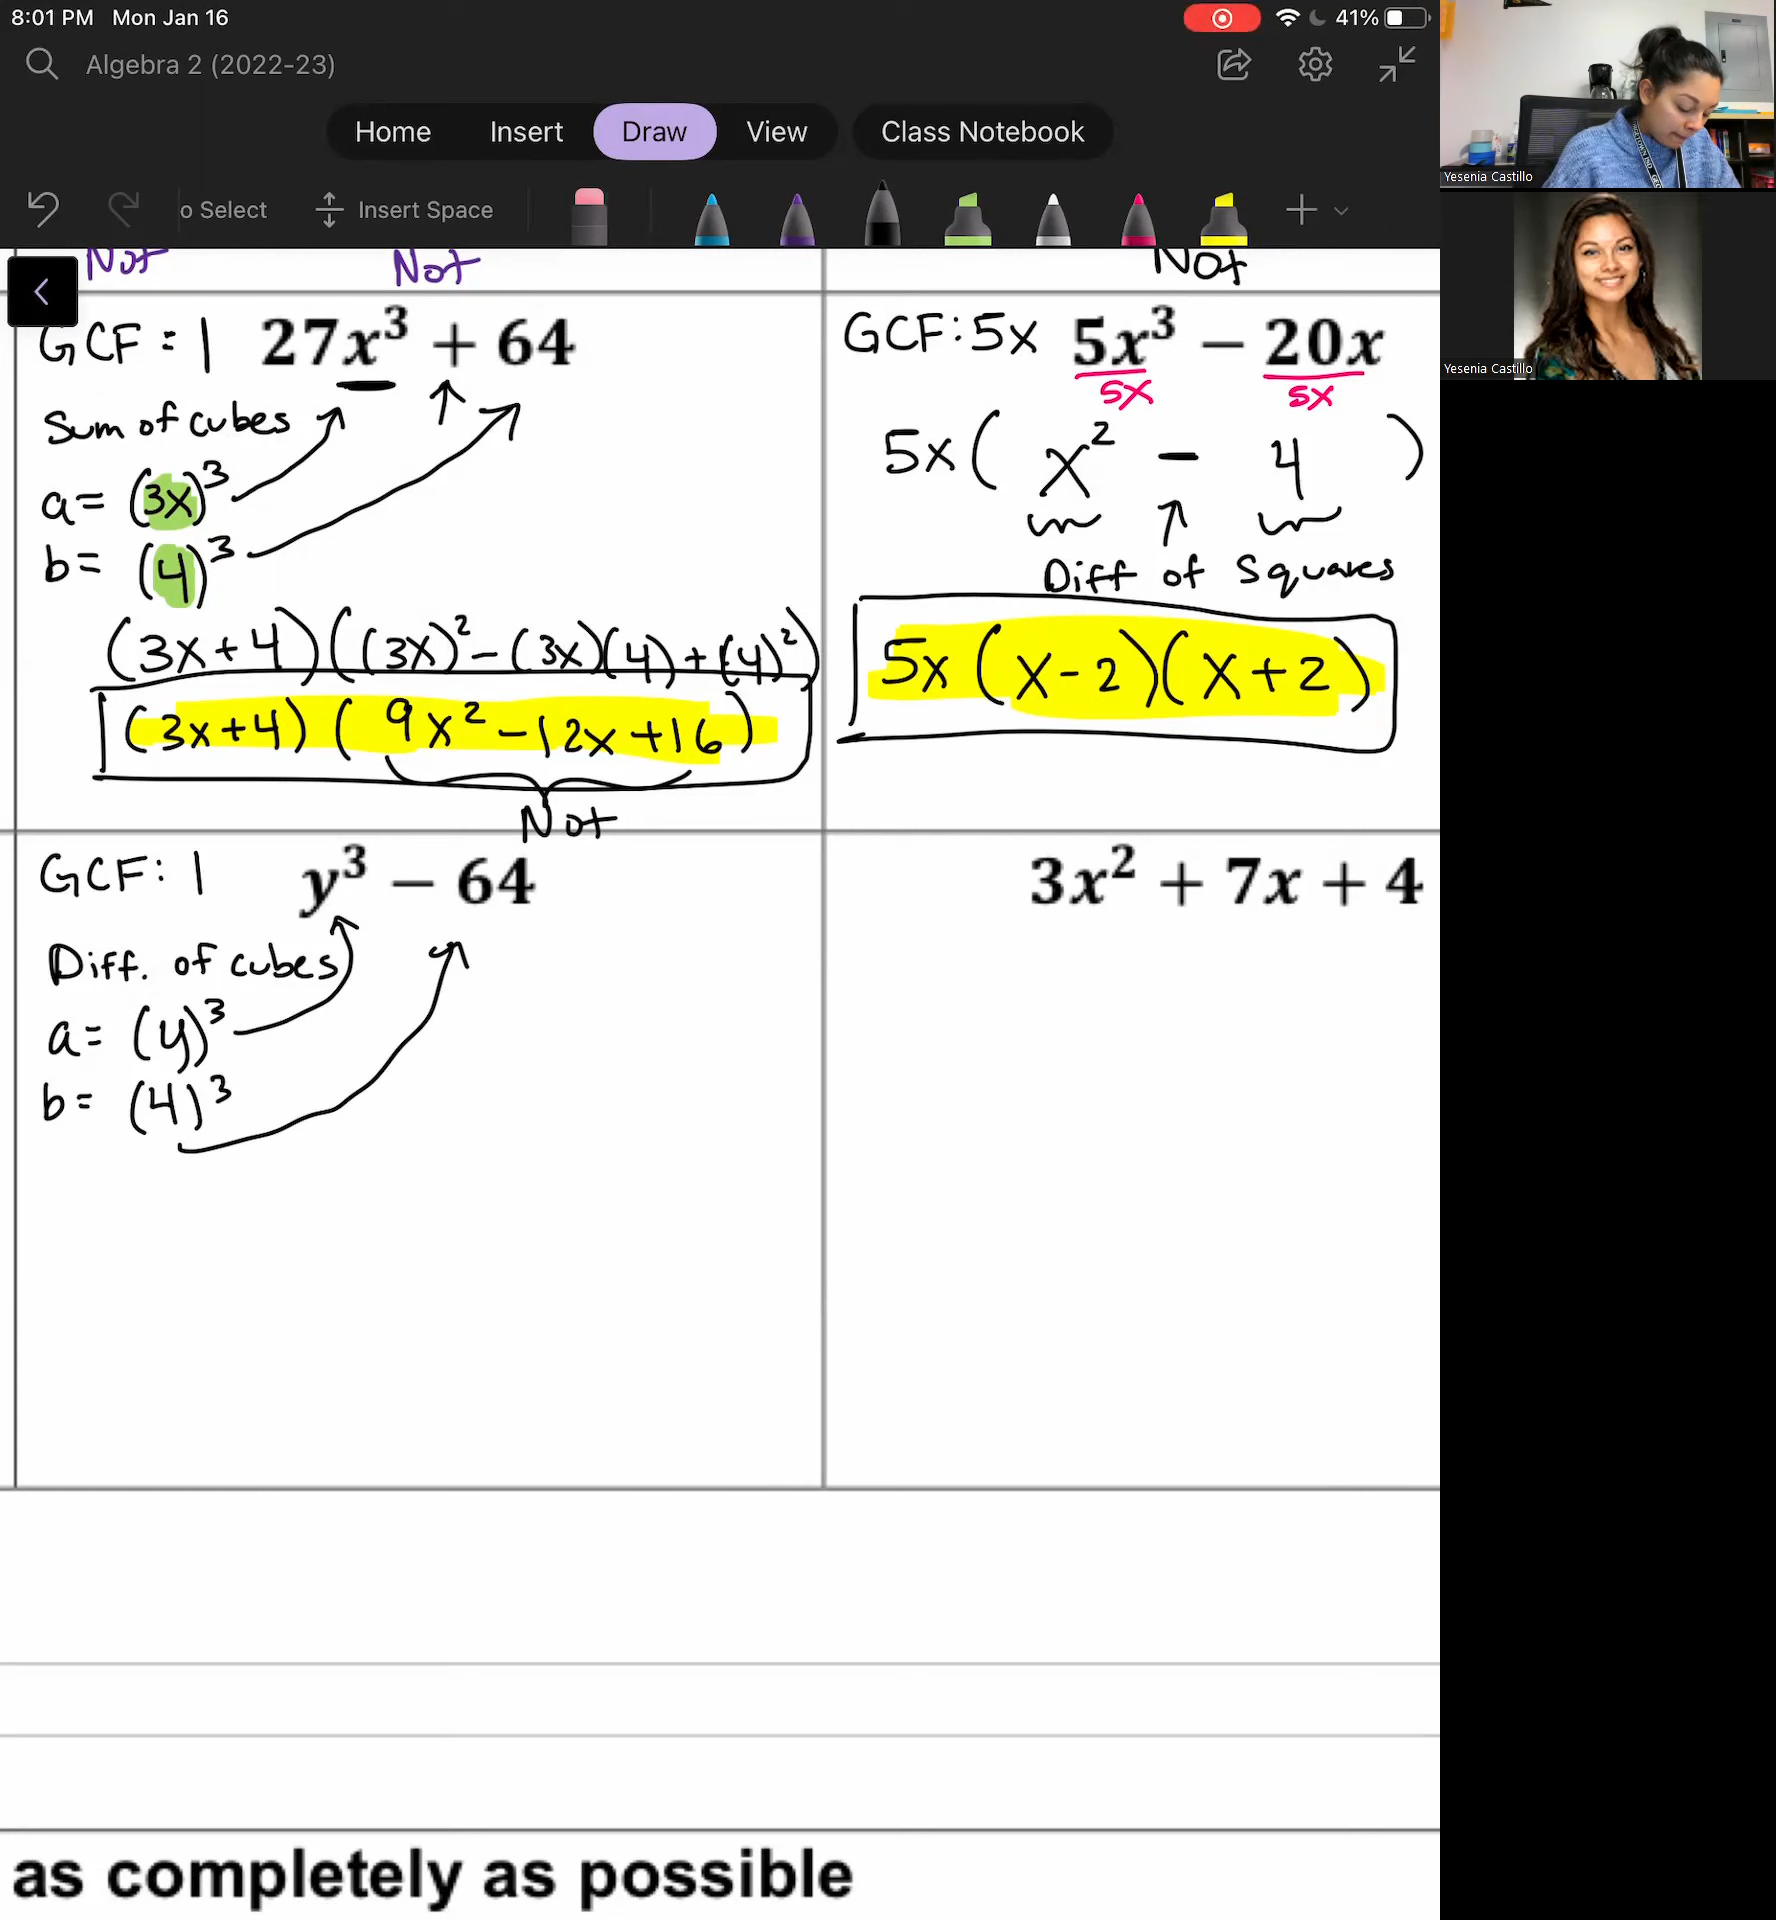 8:01 PM Mon Jan 16
41%
Algebra 2 (2022-23)
Home Insert Draw View Class Notebook
o Select Insert Space
Yesenia Castillo
Yesenia Castillo
Not Not
GCF = 1 27x³ + 64
Sum of cubes
a = (3x)³
b = (4)³
(3x+4)((3x)² - (3x)(4) + (4)²)
(3x+4)(9x² - 12x + 16)
Not
Not
GCF: 5x 5x³ − 20x
5x 5x
5x(x² - 4)
Diff of Squares
5x(x-2)(x+2)
GCF: 1 y³ − 64
Diff. of cubes
a = (y)³
b = (4)³
3x² + 7x + 4
as completely as possible